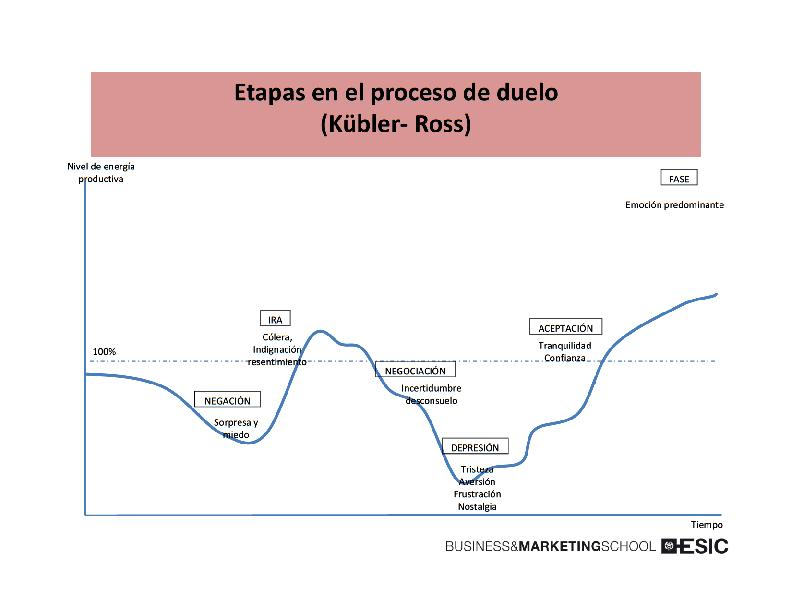 Etapas en el proceso de duelo
(Kübler- Ross)
Nivel de energía
productiva
FASE
Emoción predominante
IRA
Cólera,
Indignación
resentimiento
100%
ACEPTACIÓN
Tranquilidad
Confianza
NEGOCIACIÓN
Incertidumbre
desconsuelo
NEGACIÓN
Sorpresa y
miedo
DEPRESIÓN
Tristeza
Aversión
Frustración
Nostalgia
Tiempo
BUSINESS&MARKETINGSCHOOL ESIC